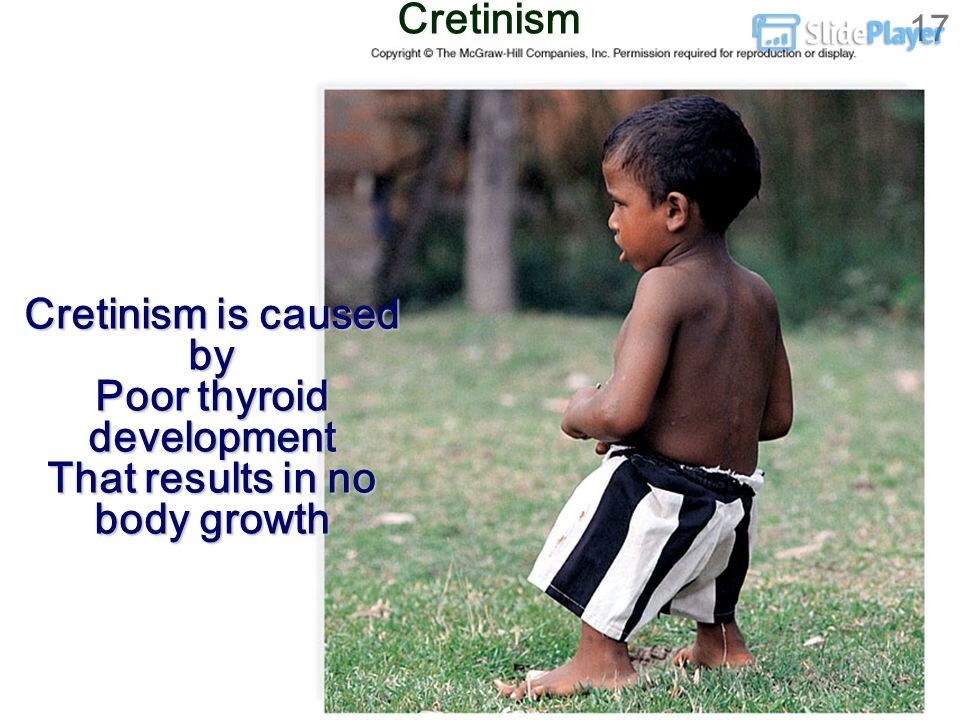 Cretinism
17
SlidePlayer
Copyright © The McGraw-Hill Companies, Inc. Permission required for reproduction or display.
Cretinism is caused
by
Poor thyroid
development
That results in no
body growth